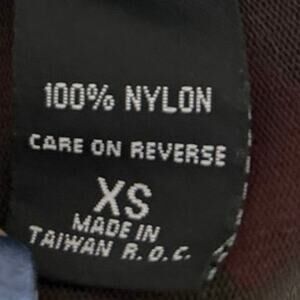 100% NYLON
CARE ON REVERSE
XS
MADE IN
TAIWAN R.O.C.